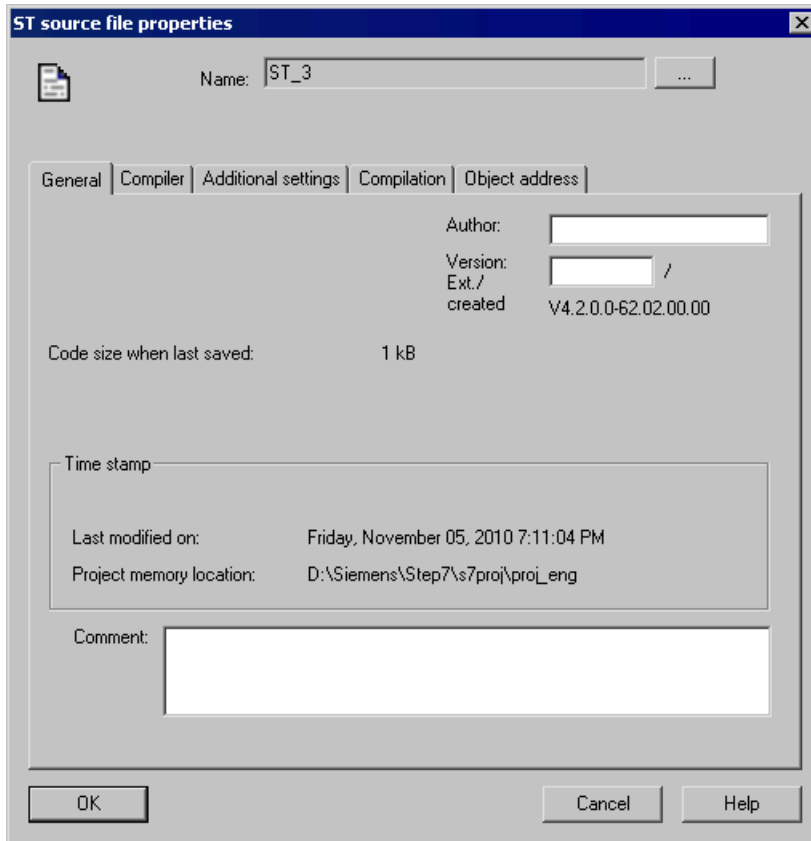 ST source file properties
Name: ST_3 ...
General Compiler Additional settings Compilation Object address
Author:
Version: /
Ext./
created V4.2.0.0-62.02.00.00
Code size when last saved: 1 kB
Time stamp
Last modified on: Friday, November 05, 2010 7:11:04 PM
Project memory location: D:\Siemens\Step7\s7proj\proj_eng
Comment:
OK Cancel Help